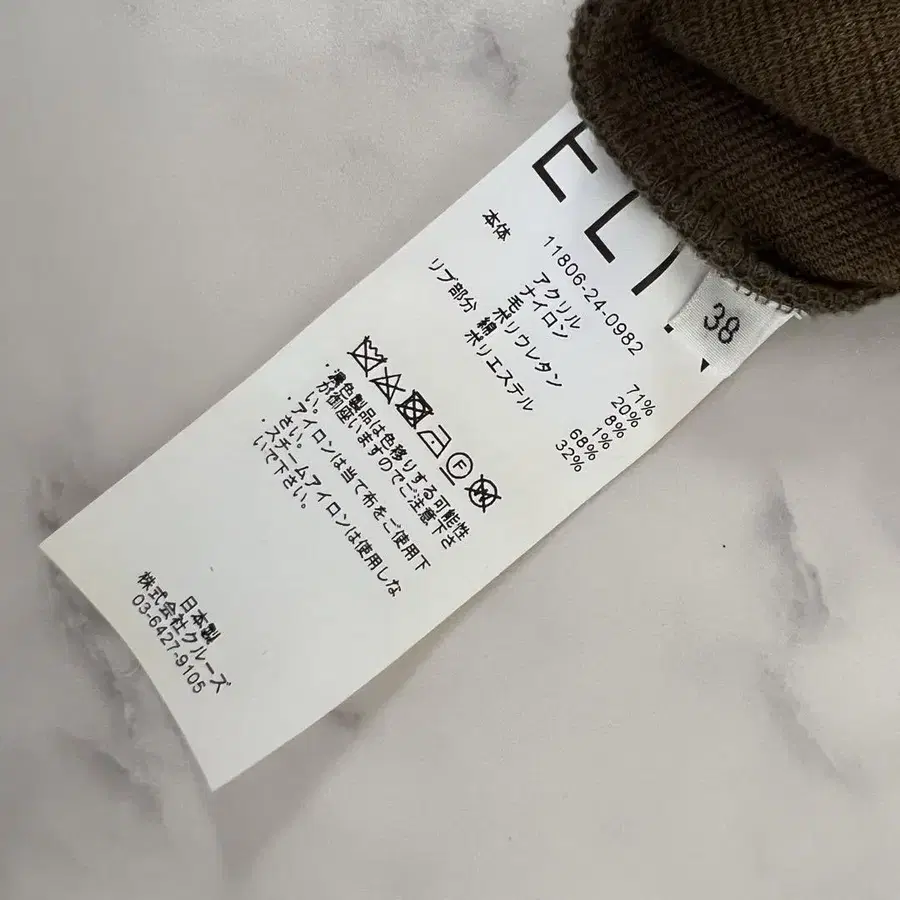 38
11806-24-0982
本体 アクリル 71%
ナイロン 20%
毛 8%
ポリウレタン 1%
リブ部分 綿 68%
ポリエステル 32%
F
・濃色製品は色移りする可能性
が御座いますのでご注意下さ
い。
・アイロンは当て布をご使用下
さい。
・スチームアイロンは使用しな
いで下さい。
日本製
株式会社クルーズ
03-6427-9105